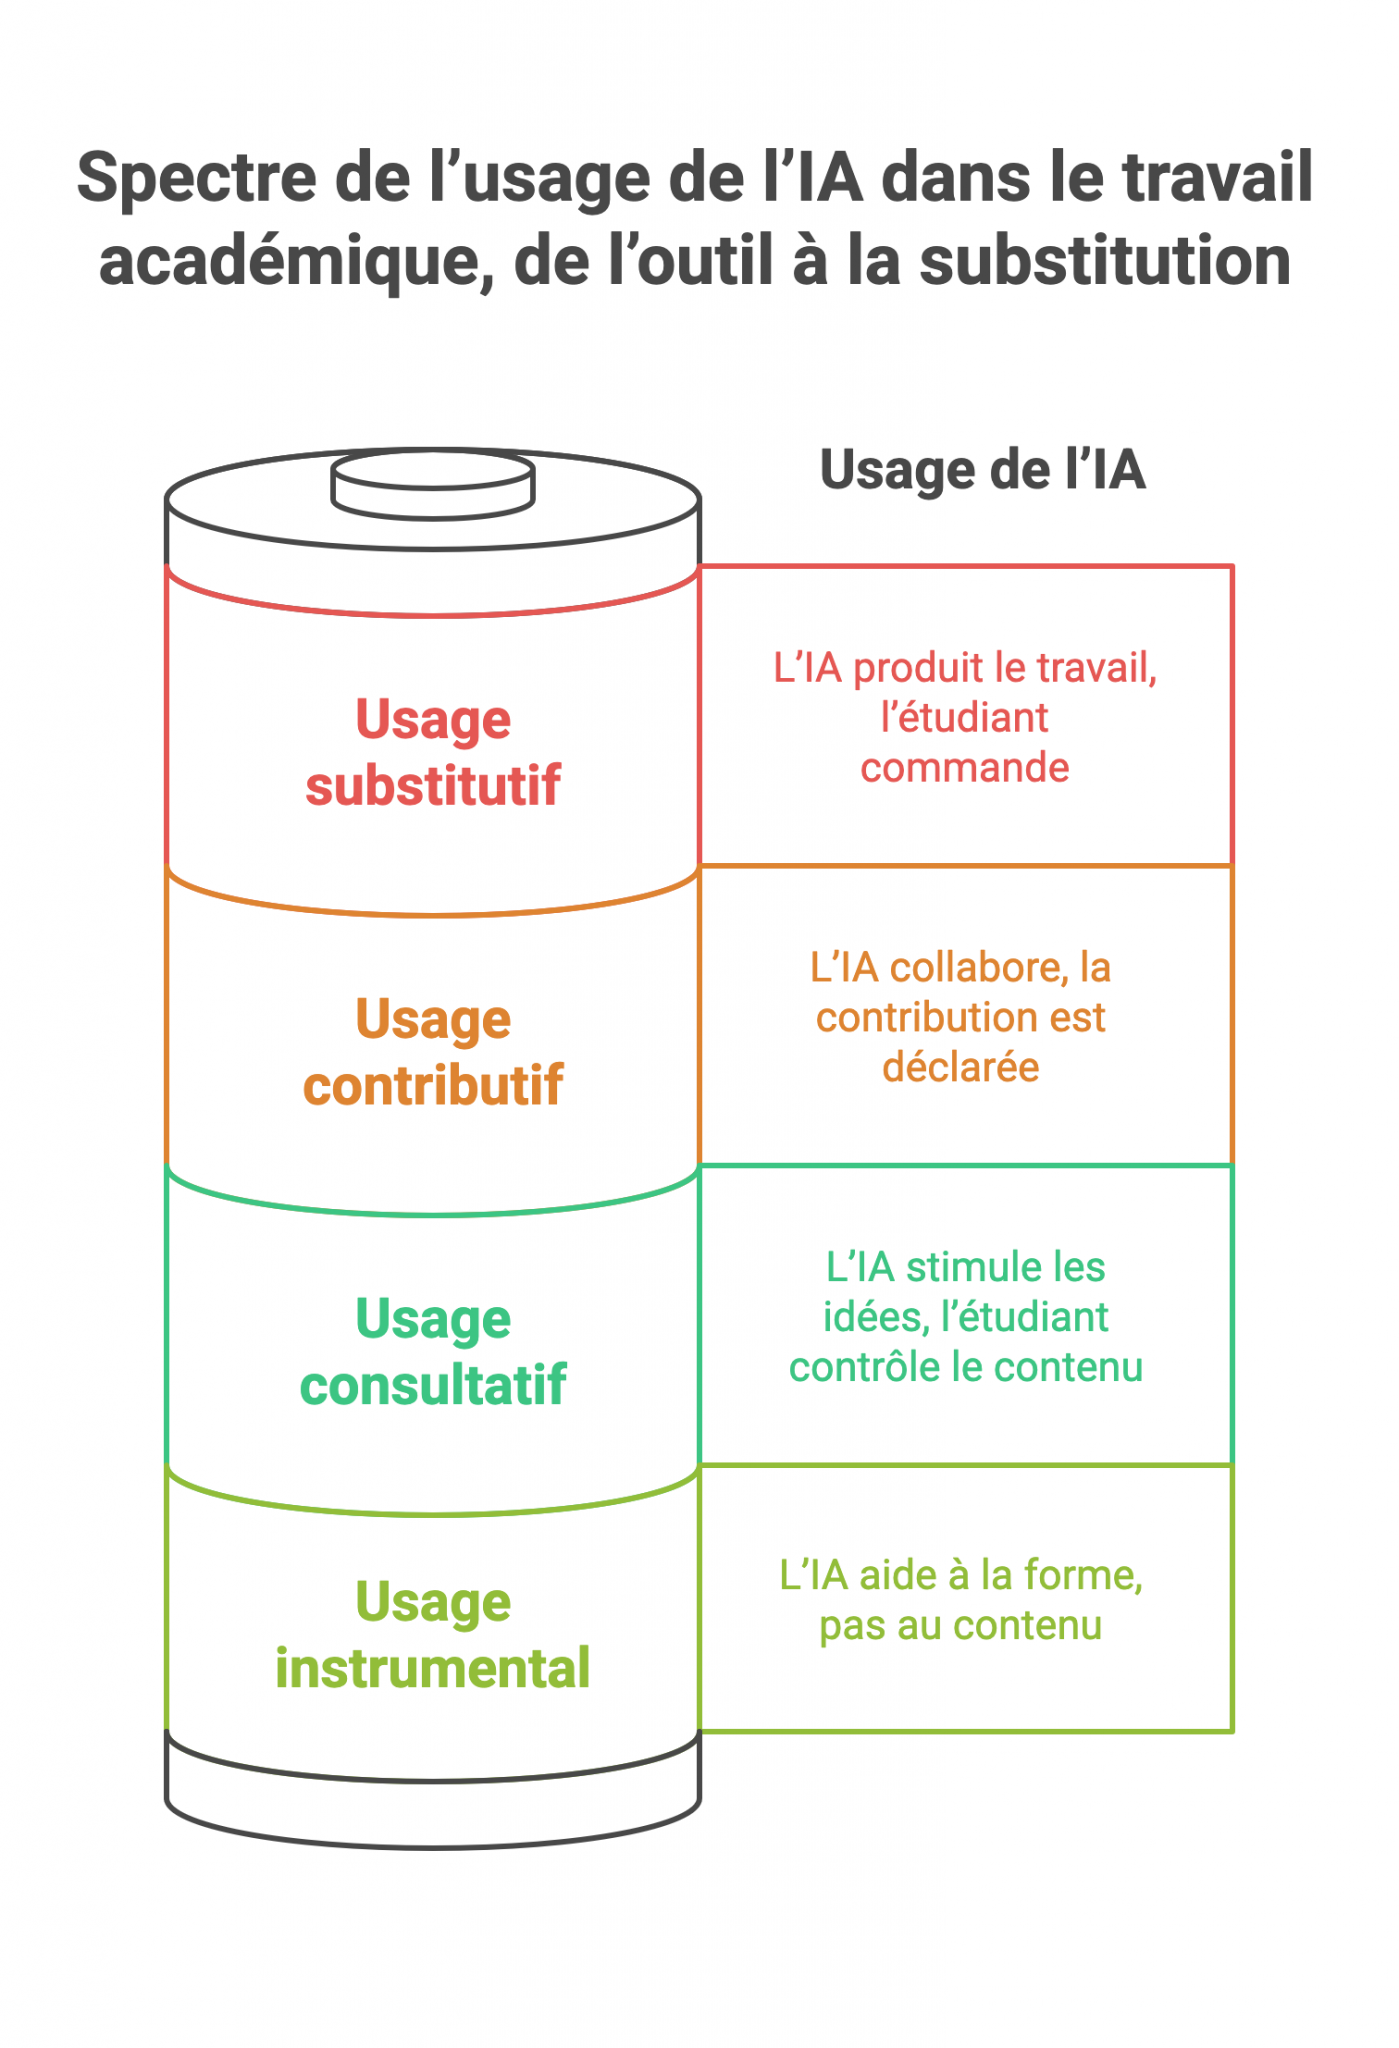 Spectre de l’usage de l’IA dans le travail
académique, de l’outil à la substitution
Usage de l’IA
Usage
substitutif
L’IA produit le travail,
l’étudiant
commande
Usage
contributif
L’IA collabore, la
contribution est
déclarée
Usage
consultatif
L’IA stimule les
idées, l’étudiant
contrôle le contenu
Usage
instrumental
L’IA aide à la forme,
pas au contenu